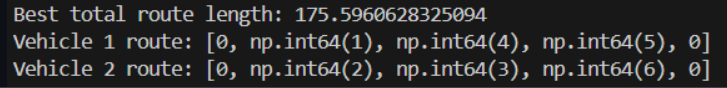 Best total route length: 175.5960628325094
Vehicle 1 route: [0, np.int64(1), np.int64(4), np.int64(5), 0]
Vehicle 2 route: [0, np.int64(2), np.int64(3), np.int64(6), 0]